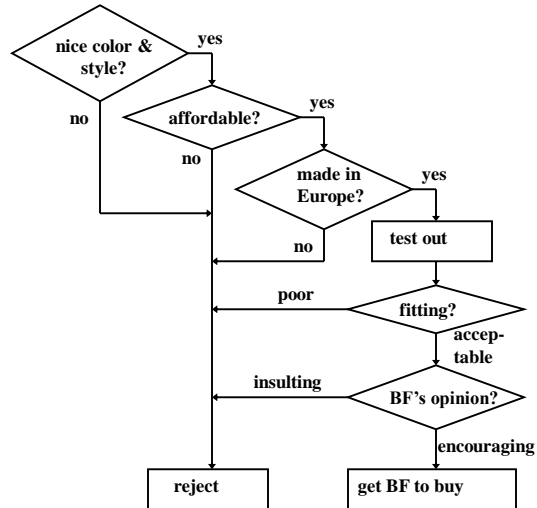 nice color &
style?
yes
no
affordable?
yes
no
made in
Europe?
yes
no
test out
poor
fitting?
accep-
table
insulting
BF's opinion?
encouraging
reject
get BF to buy